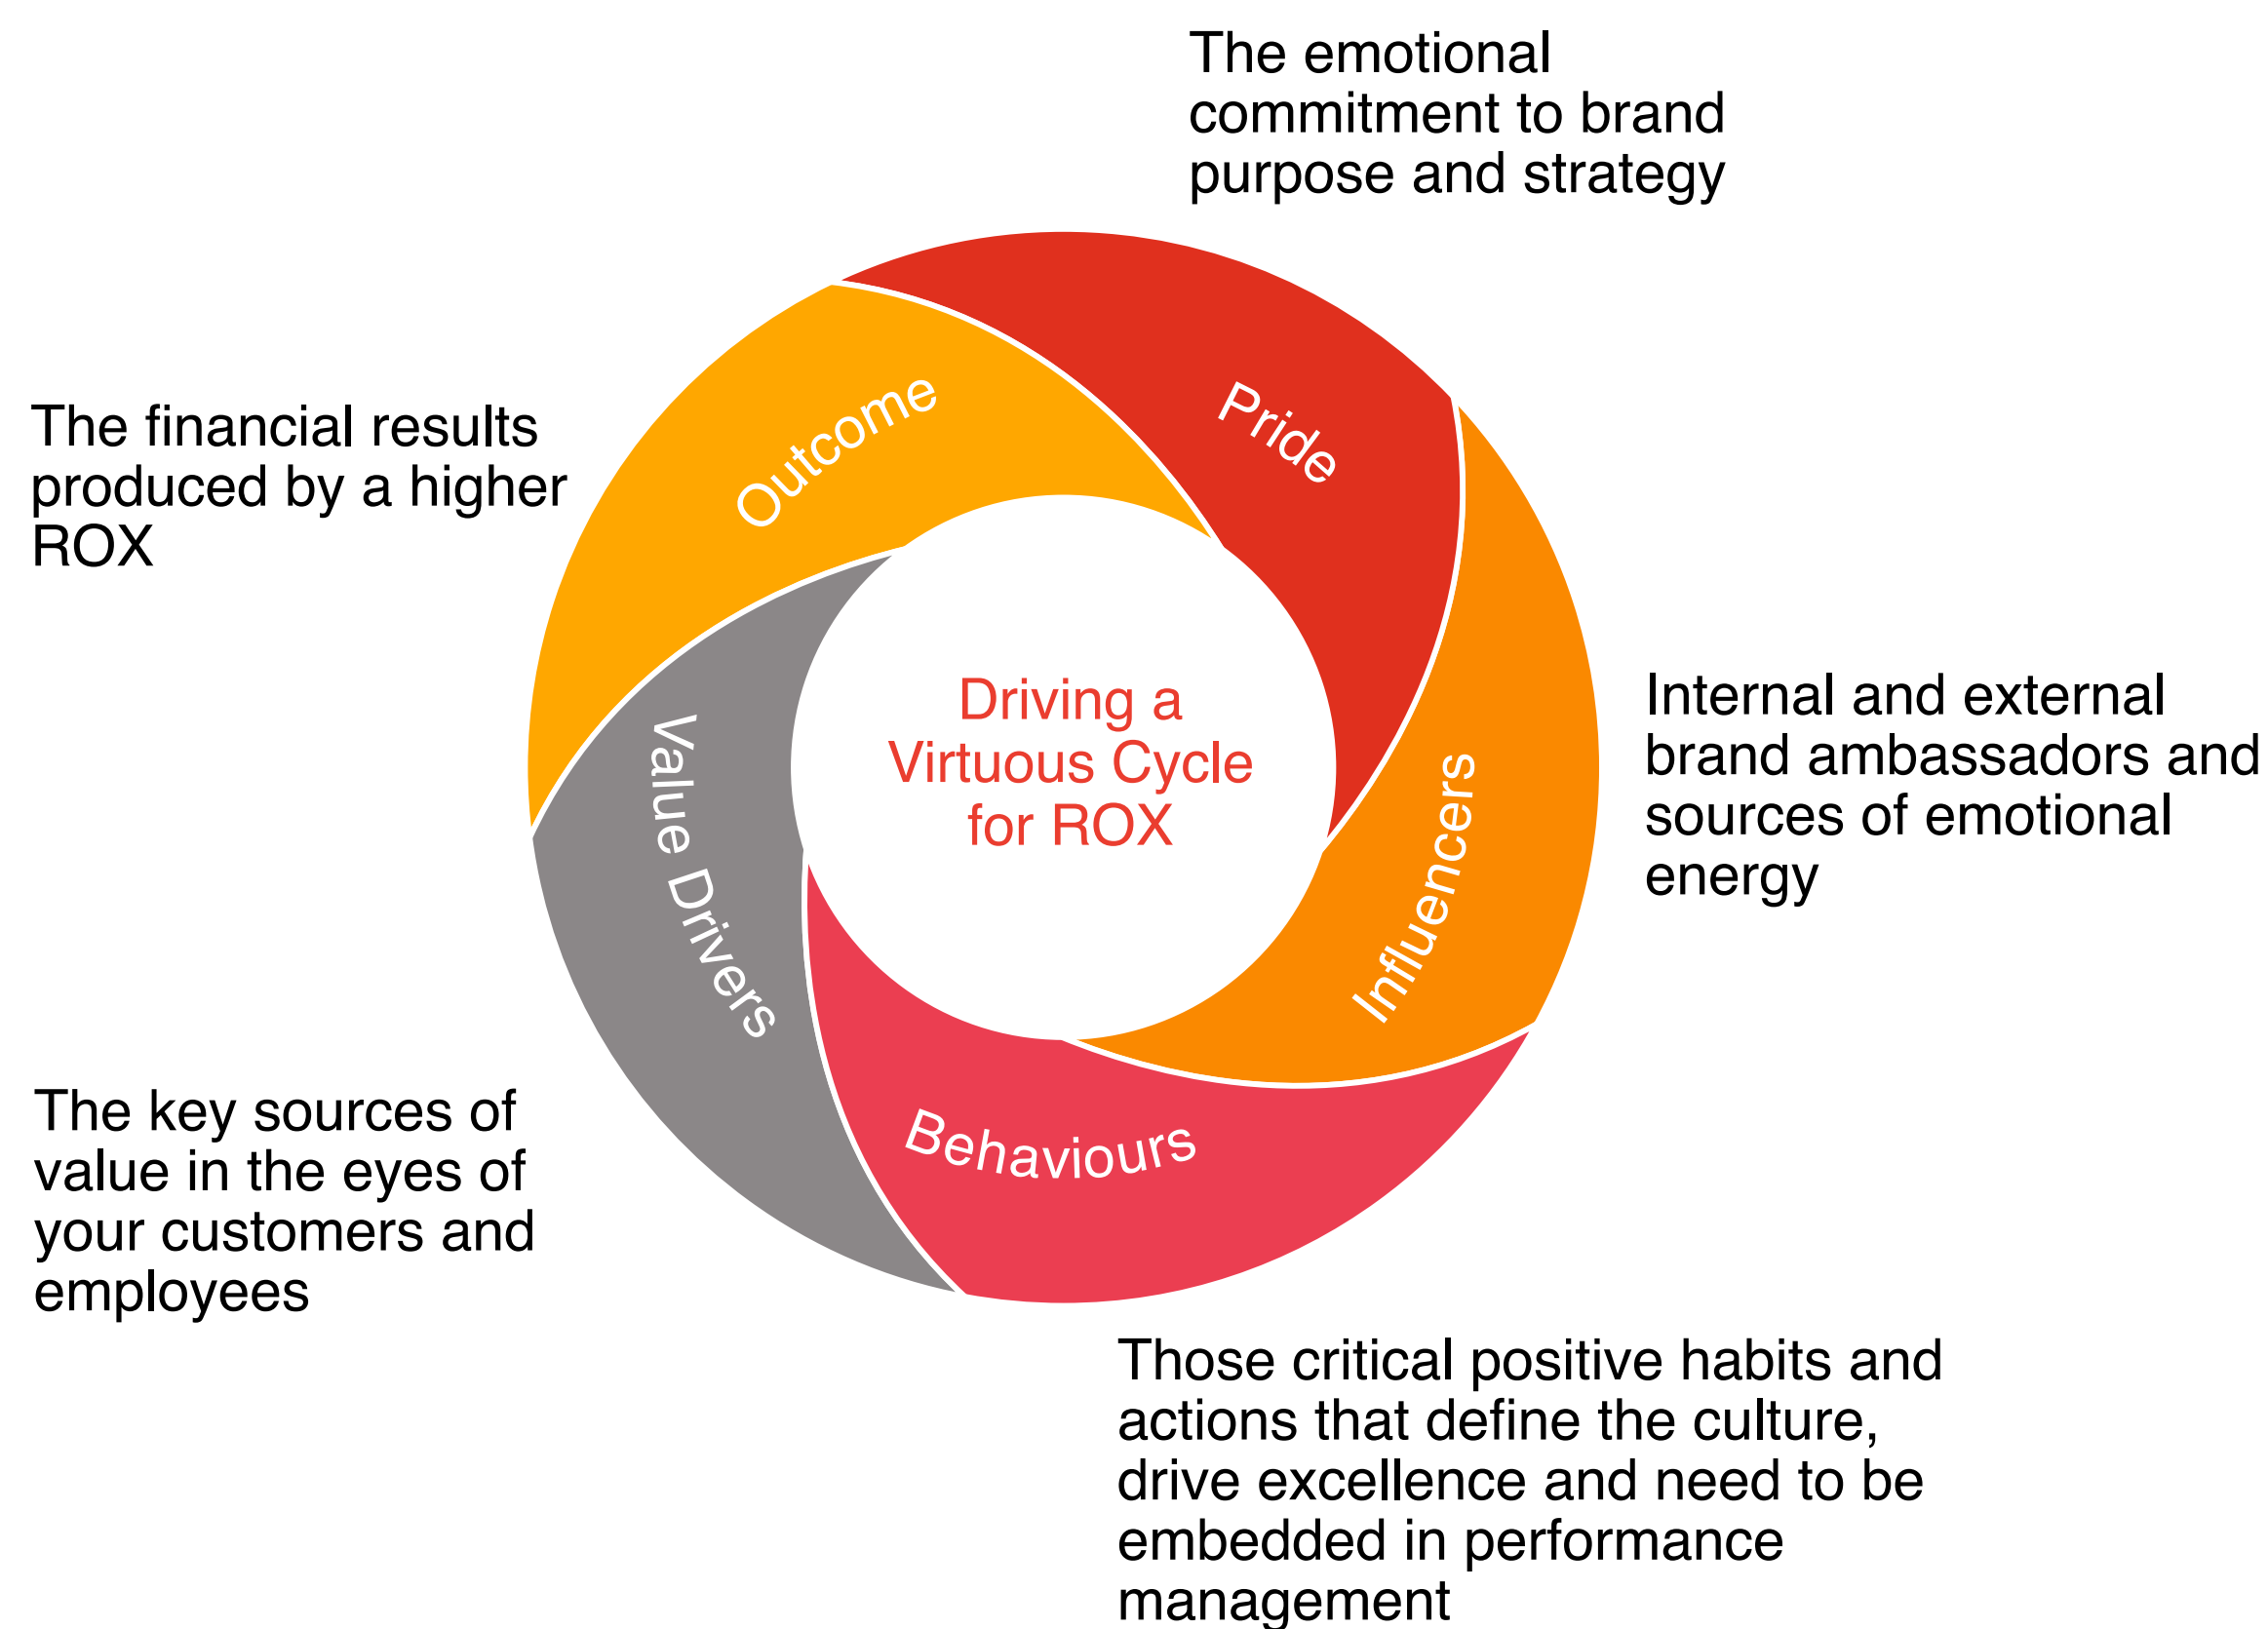 The emotional
commitment to brand
purpose and strategy
Pride
Internal and external
brand ambassadors and
sources of emotional
energy
Influencers
Those critical positive habits and
actions that define the culture,
drive excellence and need to be
embedded in performance
management
Behaviours
The key sources of
value in the eyes of
your customers and
employees
Value Drivers
The financial results
produced by a higher
ROX
Outcome
Driving a
Virtuous Cycle
for ROX